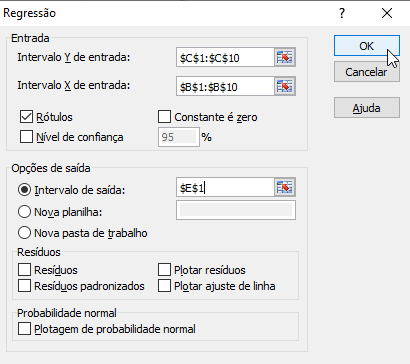 Regressão
Entrada
Intervalo Y de entrada: $C$1:$C$10
Intervalo X de entrada: $B$1:$B$10
Rótulos Constante é zero
Nível de confiança 95 %
OK
Cancelar
Ajuda
Opções de saída
Intervalo de saída: $E$1
Nova planilha:
Nova pasta de trabalho
Resíduos
Resíduos Plotar resíduos
Resíduos padronizados Plotar ajuste de linha
Probabilidade normal
Plotagem de probabilidade normal